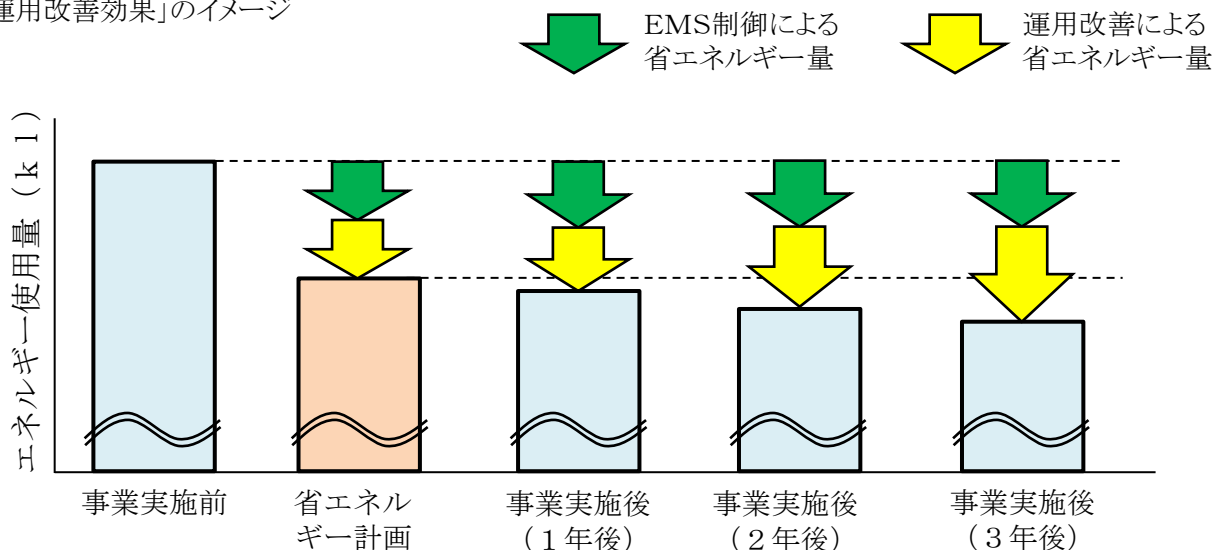 運用改善効果」のイメージ
EMS制御による
省エネルギー量
運用改善による
省エネルギー量
エネルギー使用量(kl)
事業実施前
省エネル
ギー計画
事業実施後
(1年後)
事業実施後
(2年後)
事業実施後
(3年後)